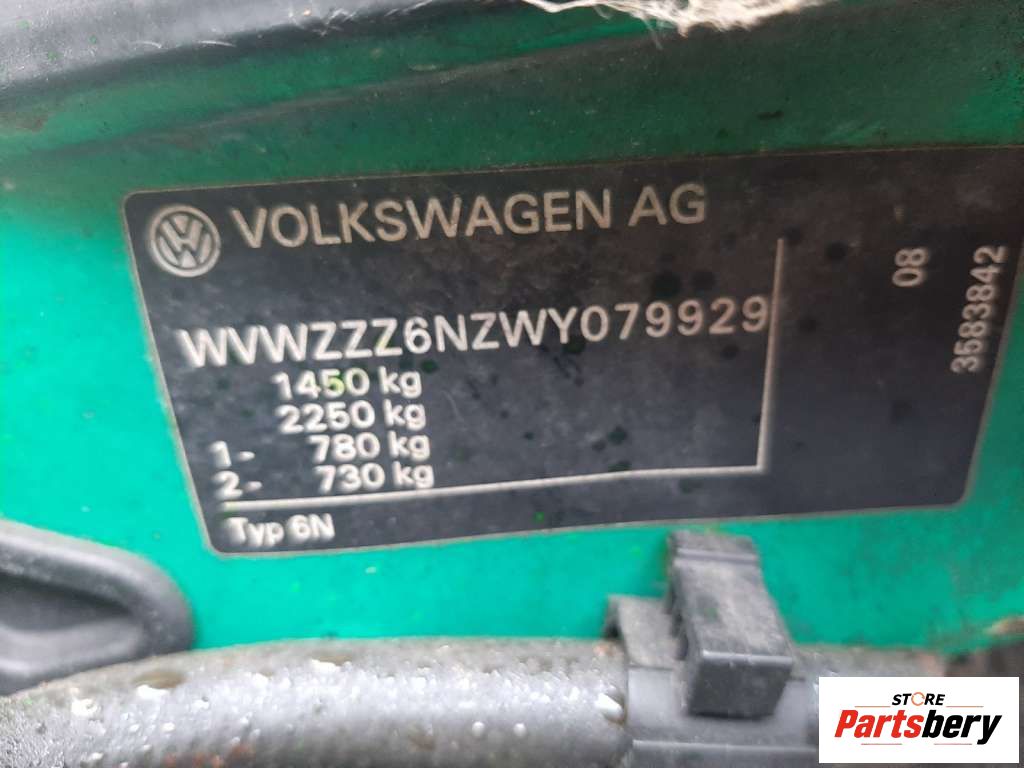 VOLKSWAGEN AG
WVWZZZ6NZWY079929
1450 kg
2250 kg
1- 780 kg
2- 730 kg
Typ 6N
08
3583842
STORE
Partsbery